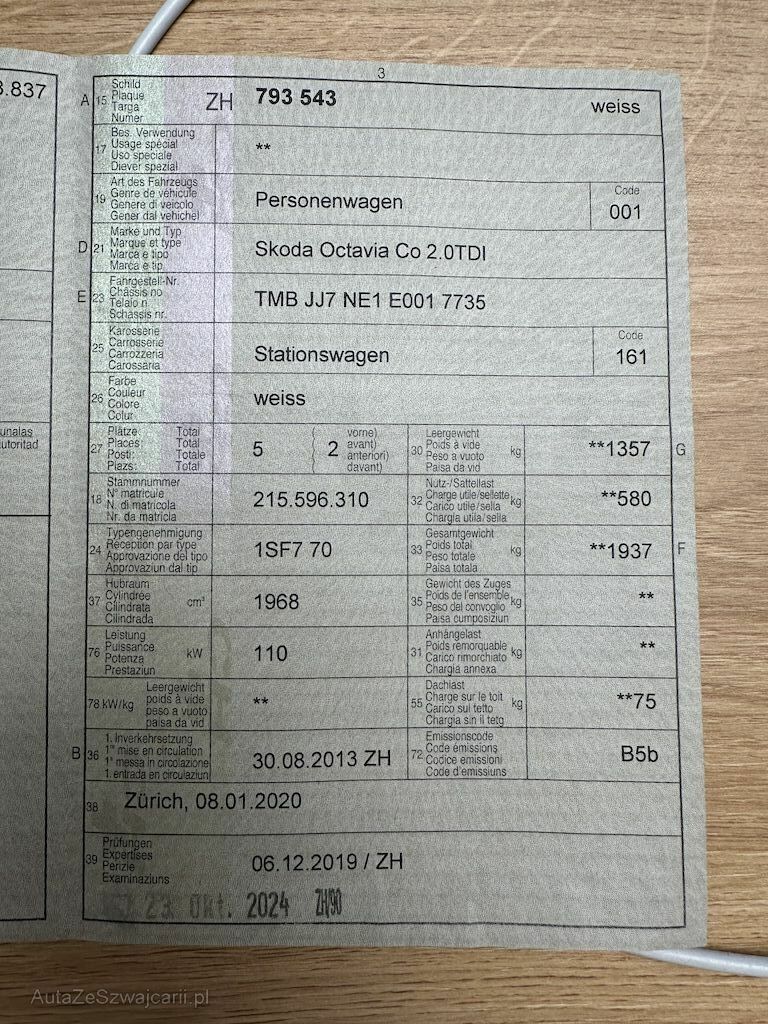 3
3.837
A 15 Schild
Plaque
Targa
Numer
ZH 793 543 weiss
17 Bes. Verwendung
Usage spécial
Uso speciale
Diever spezial
**
19 Art des Fahrzeugs
Genre de véhicule
Genere di veicolo
Gener dal vehichel
Personenwagen
Code
001
D 21 Marke und Typ
Marque et type
Marca e tipo
Marca e tip
Skoda Octavia Co 2.0TDI
E 23 Fahrgestell-Nr.
Châssis no
Telaio n.
Schassis nr.
TMB JJ7 NE1 E001 7735
25 Karosserie
Carrosserie
Carrozzeria
Carossaria
Stationswagen
Code
161
26 Farbe
Couleur
Colore
Colur
weiss
unalas
utoritad
27 Plätze: Total
Places: Total
Posti: Totale
Plazs: Total
5 ( 2 vorne)
avant)
anteriori)
davant)
30 Leergewicht
Poids à vide
Peso a vuoto
Paisa da vid
kg **1357 G
18 Stammnummer
N° matricule
N. di matricola
Nr. da matricla
215.596.310
32 Nutz-/Sattellast
Charge utile/sellette
Carico utile/sella
Chargia utila/sella
kg **580
24 Typengenehmigung
Réception par type
Approvazione del tipo
Approvaziun dal tip
1SF7 70
33 Gesamtgewicht
Poids total
Peso totale
Paisa totala
kg **1937 F
37 Hubraum
Cylindrée
Cilindrata
Cilindrada
cm³ 1968
35 Gewicht des Zuges
Poids de l'ensemble
Peso del convoglio
Paisa cumposiziun
kg **
76 Leistung
Puissance
Potenza
Prestaziun
kW 110
31 Anhängelast
Poids remorquable
Carico rimorchiato
Chargia annexa
kg **
78 kW/kg Leergewicht
poids à vide
peso a vuoto
paisa da vid
**
55 Dachlast
Charge sur le toit
Carico sul tetto
Chargia sin il tetg
kg **75
B 36 1. Inverkehrsetzung
1re mise en circulation
1a messa in circolazione
1. entrada en circulaziun
30.08.2013 ZH
72 Emissionscode
Code émissions
Codice emissioni
Code d'emissiuns
B5b
38 Zürich, 08.01.2020
39 Prüfungen
Expertises
Perizie
Examinaziuns
06.12.2019 / ZH
23. Okt. 2024 ZH/90
AutaZeSzwajcarii.pl